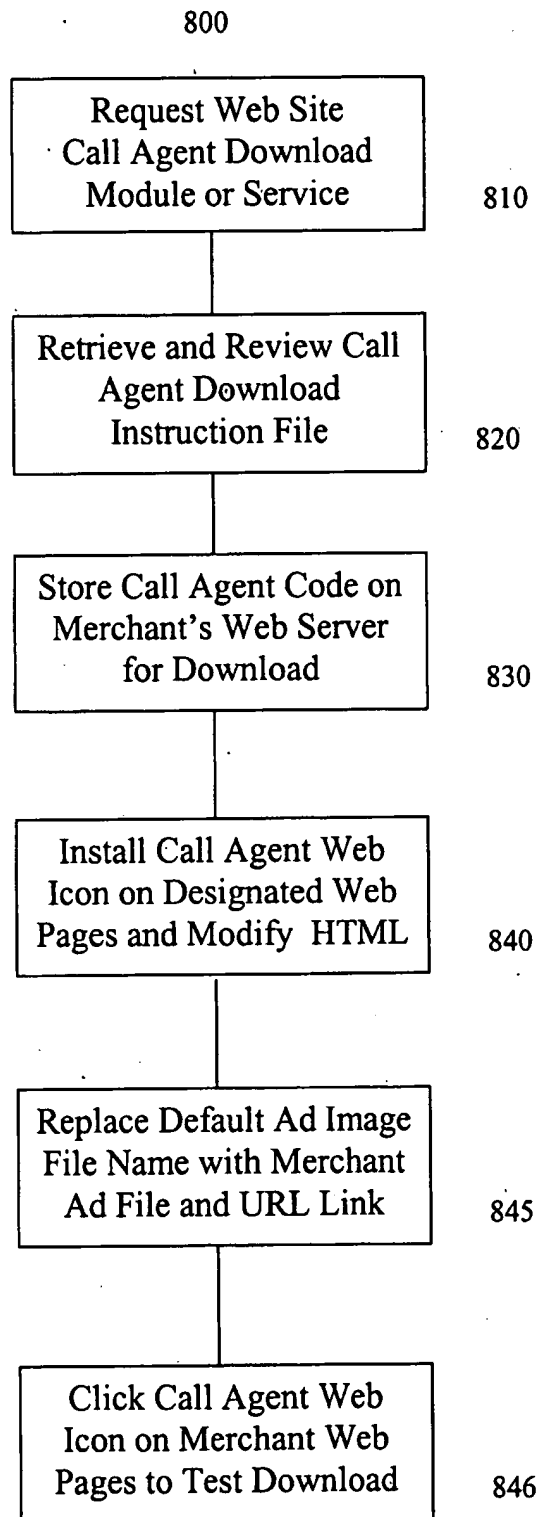 800
Request Web Site
Call Agent Download
Module or Service
810
Retrieve and Review Call
Agent Download
Instruction File
820
Store Call Agent Code on
Merchant's Web Server
for Download
830
Install Call Agent Web
Icon on Designated Web
Pages and Modify HTML
840
Replace Default Ad Image
File Name with Merchant
Ad File and URL Link
845
Click Call Agent Web
Icon on Merchant Web
Pages to Test Download
846